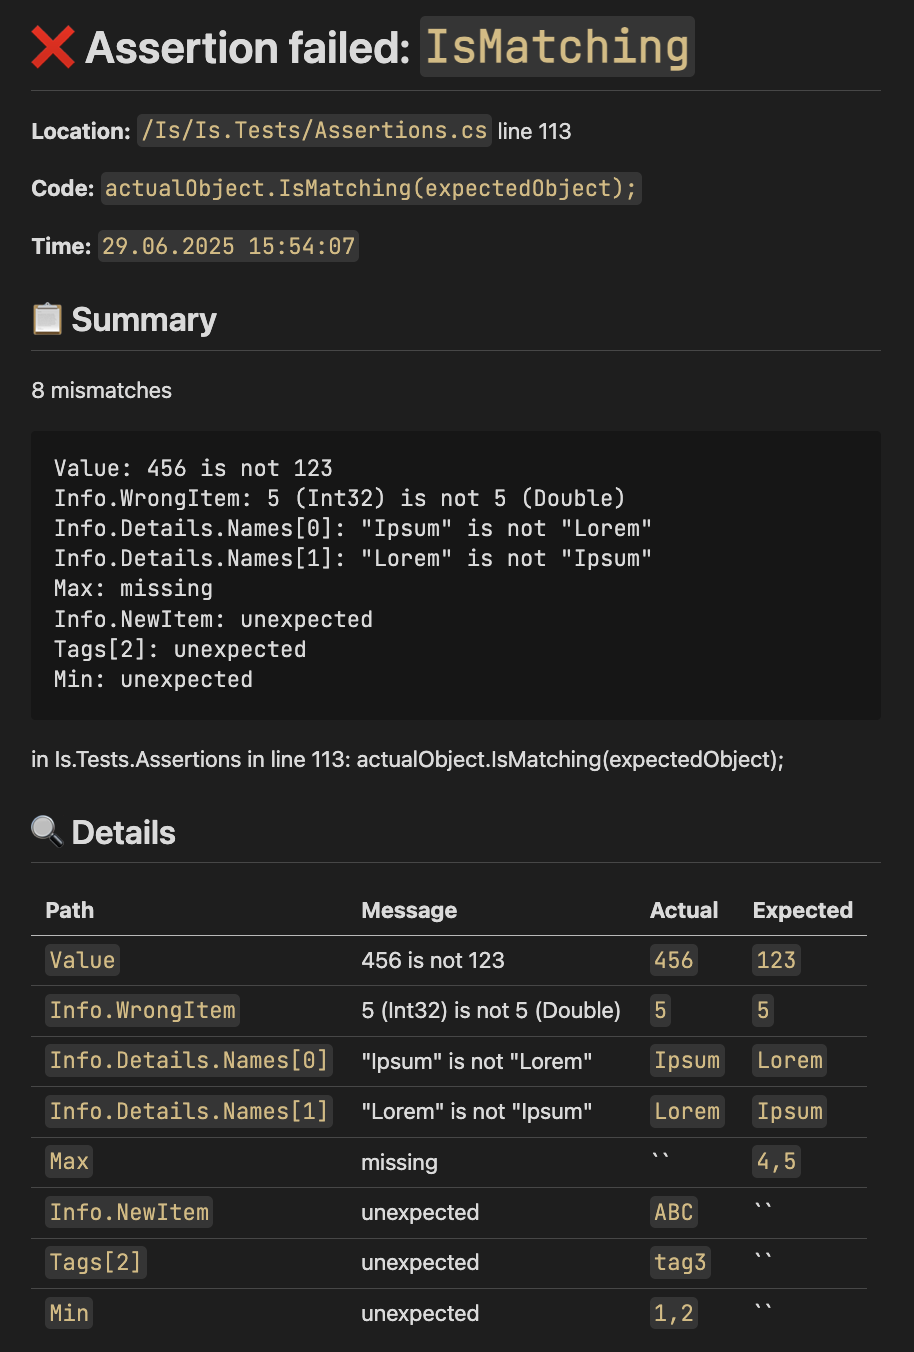 ❌ Assertion failed: IsMatching
Location: /Is/Is.Tests/Assertions.cs line 113
Code: actualObject.IsMatching(expectedObject);
Time: 29.06.2025 15:54:07
📋 Summary
8 mismatches
Value: 456 is not 123
Info.WrongItem: 5 (Int32) is not 5 (Double)
Info.Details.Names[0]: "Ipsum" is not "Lorem"
Info.Details.Names[1]: "Lorem" is not "Ipsum"
Max: missing
Info.NewItem: unexpected
Tags[2]: unexpected
Min: unexpected
in Is.Tests.Assertions in line 113: actualObject.IsMatching(expectedObject);
🔍 Details
Path Message Actual Expected
Value 456 is not 123 456 123
Info.WrongItem 5 (Int32) is not 5 (Double) 5 5
Info.Details.Names[0] "Ipsum" is not "Lorem" Ipsum Lorem
Info.Details.Names[1] "Lorem" is not "Ipsum" Lorem Ipsum
Max missing `` 4,5
Info.NewItem unexpected ABC ``
Tags[2] unexpected tag3 ``
Min unexpected 1,2 ``